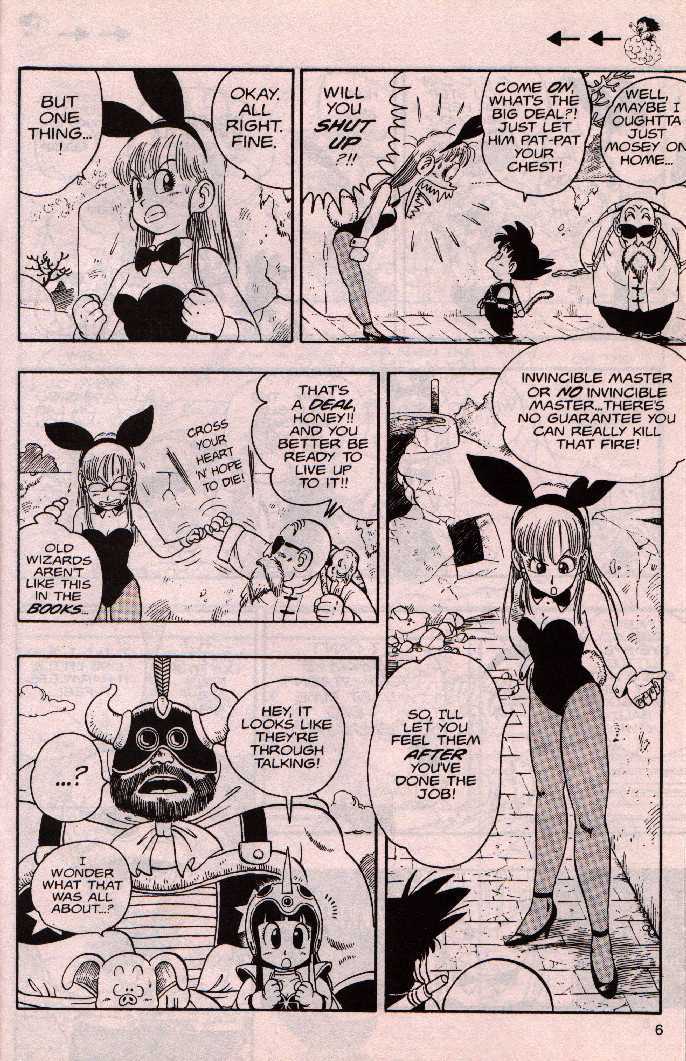 WELL,
MAYBE I
OUGHTTA
JUST
MOSEY ON
HOME...
COME ON,
WHAT'S THE
BIG DEAL?!
JUST LET
HIM PAT-PAT
YOUR
CHEST!
WILL
YOU
SHUT
UP
?!!
OKAY.
ALL
RIGHT.
FINE.
BUT
ONE
THING...
!
INVINCIBLE MASTER
OR NO INVINCIBLE
MASTER...THERE'S
NO GUARANTEE YOU
CAN REALLY KILL
THAT FIRE!
SO, I'LL
LET YOU
FEEL THEM
AFTER
YOU'VE
DONE THE
JOB!
THAT'S
A DEAL,
HONEY!!
AND YOU
BETTER BE
READY TO
LIVE UP
TO IT!!
CROSS
YOUR
HEART
'N' HOPE
TO DIE!
OLD
WIZARDS
AREN'T
LIKE THIS
IN THE
BOOKS...
HEY, IT
LOOKS LIKE
THEY'RE
THROUGH
TALKING!
...?
I
WONDER
WHAT THAT
WAS ALL
ABOUT...?
6